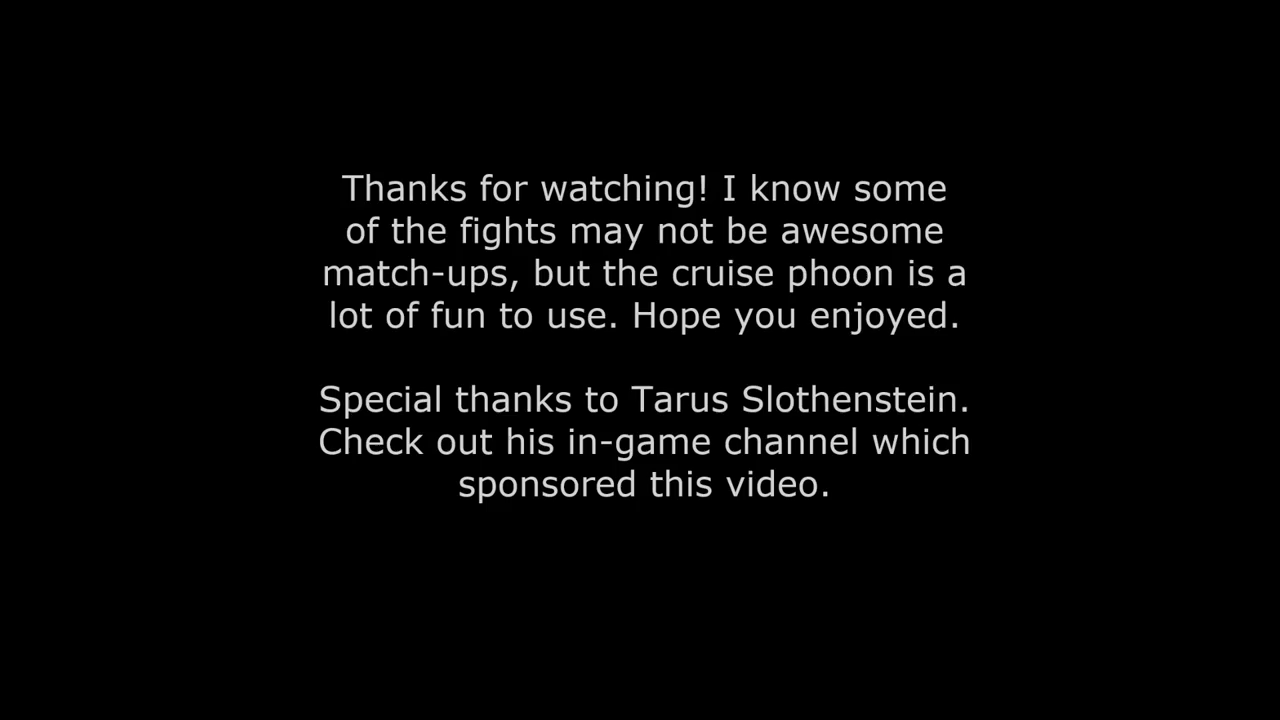 Thanks for watching! I know some
of the fights may not be awesome
match-ups, but the cruise phoon is a
lot of fun to use. Hope you enjoyed.
Special thanks to Tarus Slothenstein.
Check out his in-game channel which
sponsored this video.